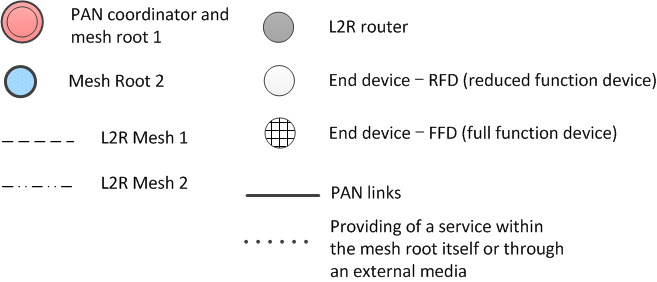 PAN coordinator and
mesh root 1
Mesh Root 2
L2R Mesh 1
L2R Mesh 2
L2R router
End device – RFD (reduced function device)
End device – FFD (full function device)
PAN links
Providing of a service within
the mesh root itself or through
an external media